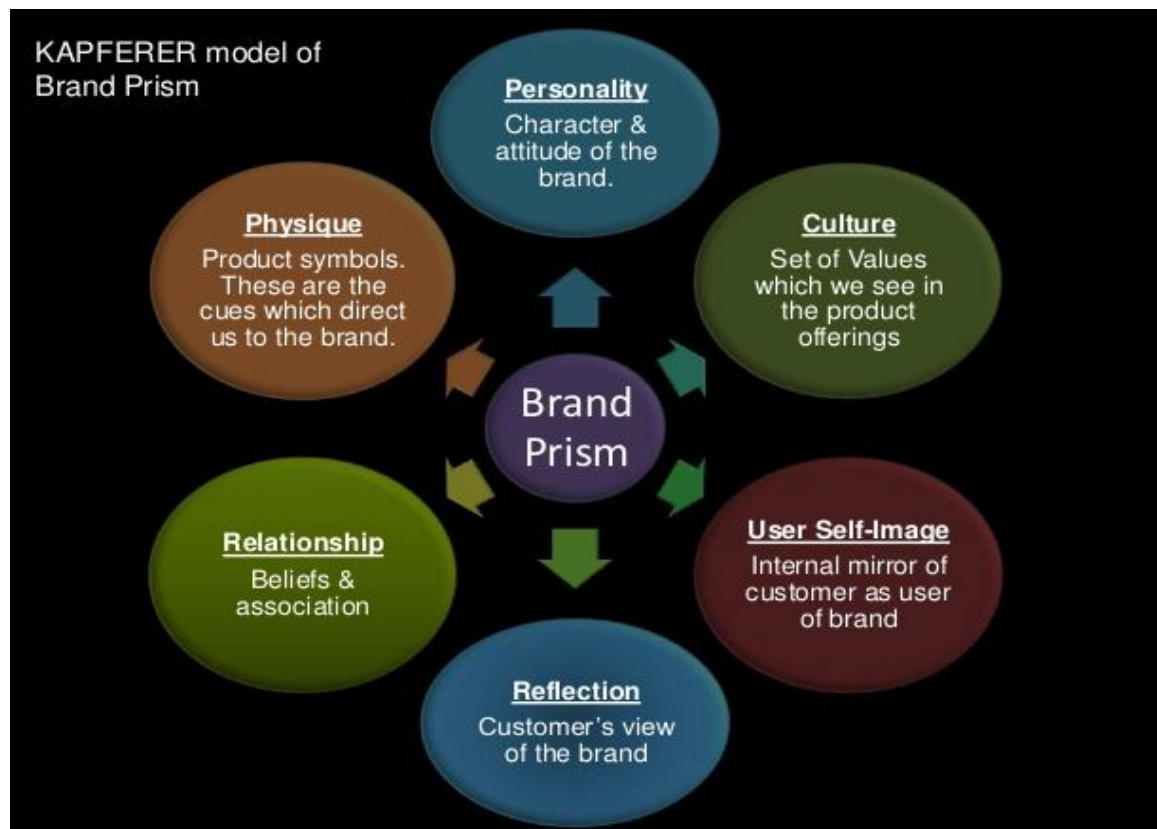 KAPFERER model of
Brand Prism
Personality
Character &
attitude of the
brand.
Physique
Product symbols.
These are the
cues which direct
us to the brand.
Culture
Set of Values
which we see in
the product
offerings
Brand
Prism
Relationship
Beliefs &
association
User Self-Image
Internal mirror of
customer as user
of brand
Reflection
Customer’s view
of the brand